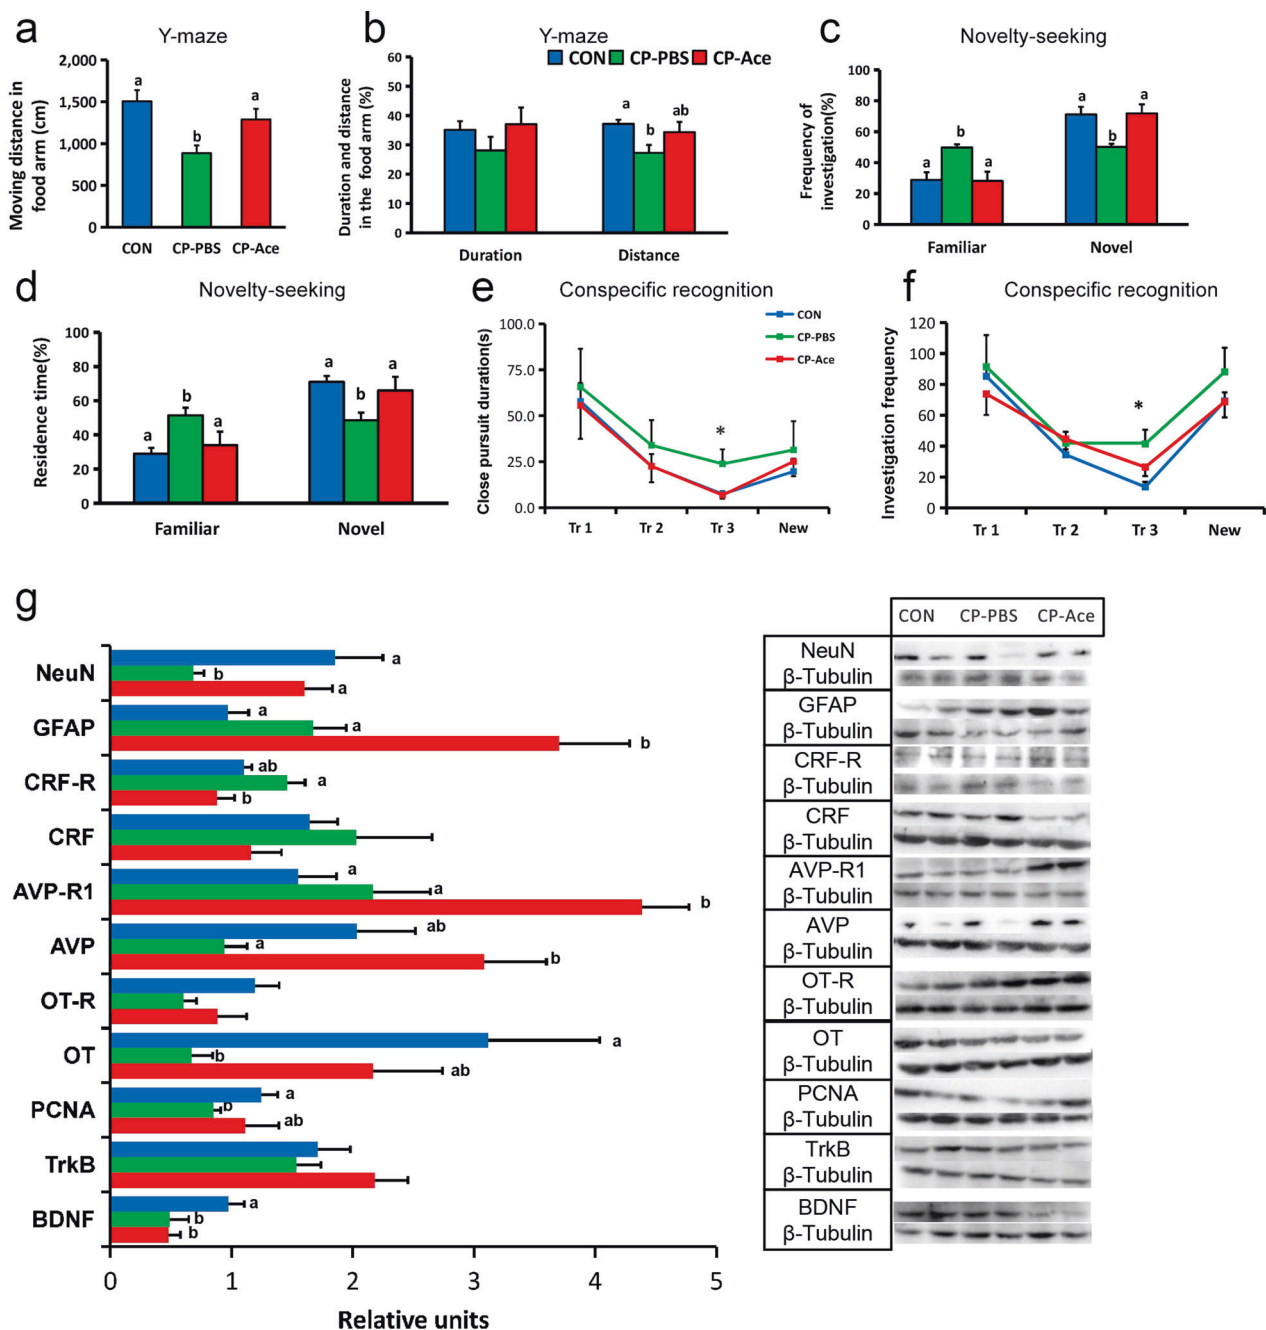 a
Y-maze
Moving distance in
food arm (cm)
2,000
1,500
1,000
500
0
a
b
a
CON
CP-PBS
CP-Ace
b
Y-maze
CON
CP-PBS
CP-Ace
Duration and distance
in the food arm (%)
60
50
40
30
20
10
0
a
b
ab
Duration
Distance
c
Novelty-seeking
Frequency of
investigation(%)
100
80
60
40
20
0
a
b
a
a
b
a
Familiar
Novel
d
Novelty-seeking
Residence time(%)
100
80
60
40
20
0
a
b
a
a
b
a
Familiar
Novel
e
Conspecific recognition
CON
CP-PBS
CP-Ace
Close pursuit duration(s)
100.0
75.0
50.0
25.0
0.0
*
Tr 1
Tr 2
Tr 3
New
f
Conspecific recognition
Investigation frequency
120
100
80
60
40
20
0
*
Tr 1
Tr 2
Tr 3
New
g
NeuN
a
b
a
GFAP
a
a
b
CRF-R
ab
a
b
CRF
AVP-R1
a
a
b
AVP
ab
a
b
OT-R
OT
a
b
ab
PCNA
a
b
ab
TrkB
BDNF
a
b
b
0
1
2
3
4
5
Relative units
CON
CP-PBS
CP-Ace
NeuN
β-Tubulin
GFAP
β-Tubulin
CRF-R
β-Tubulin
CRF
β-Tubulin
AVP-R1
β-Tubulin
AVP
β-Tubulin
OT-R
β-Tubulin
OT
β-Tubulin
PCNA
β-Tubulin
TrkB
β-Tubulin
BDNF
β-Tubulin